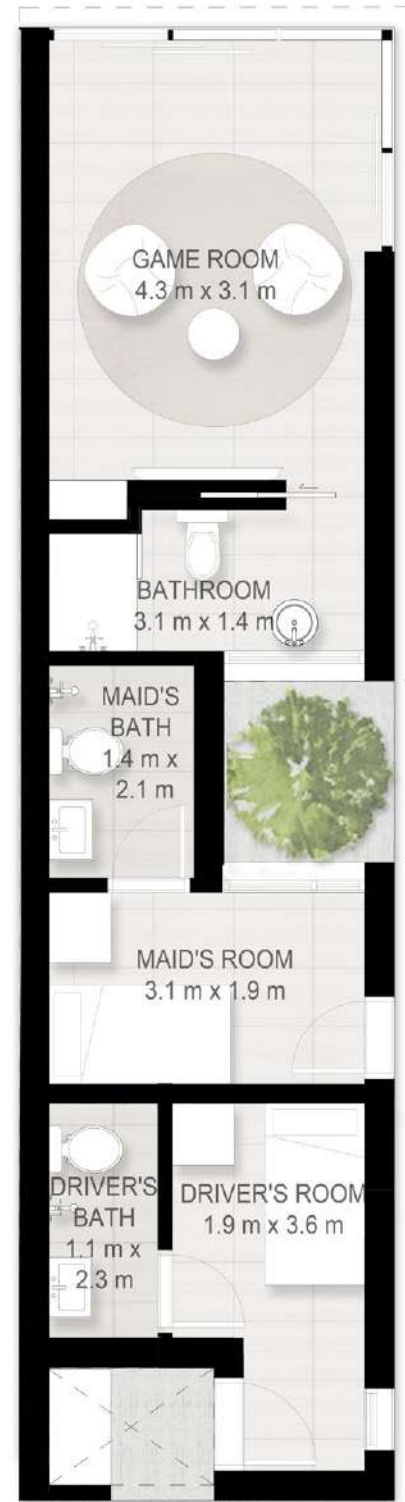 GAME ROOM
4.3 m x 3.1 m
BATHROOM
3.1 m x 1.4 m
MAID'S
BATH
1.4 m x
2.1 m
MAID'S ROOM
3.1 m x 1.9 m
DRIVER'S
BATH
1.1 m x
2.3 m
DRIVER'S ROOM
1.9 m x 3.6 m